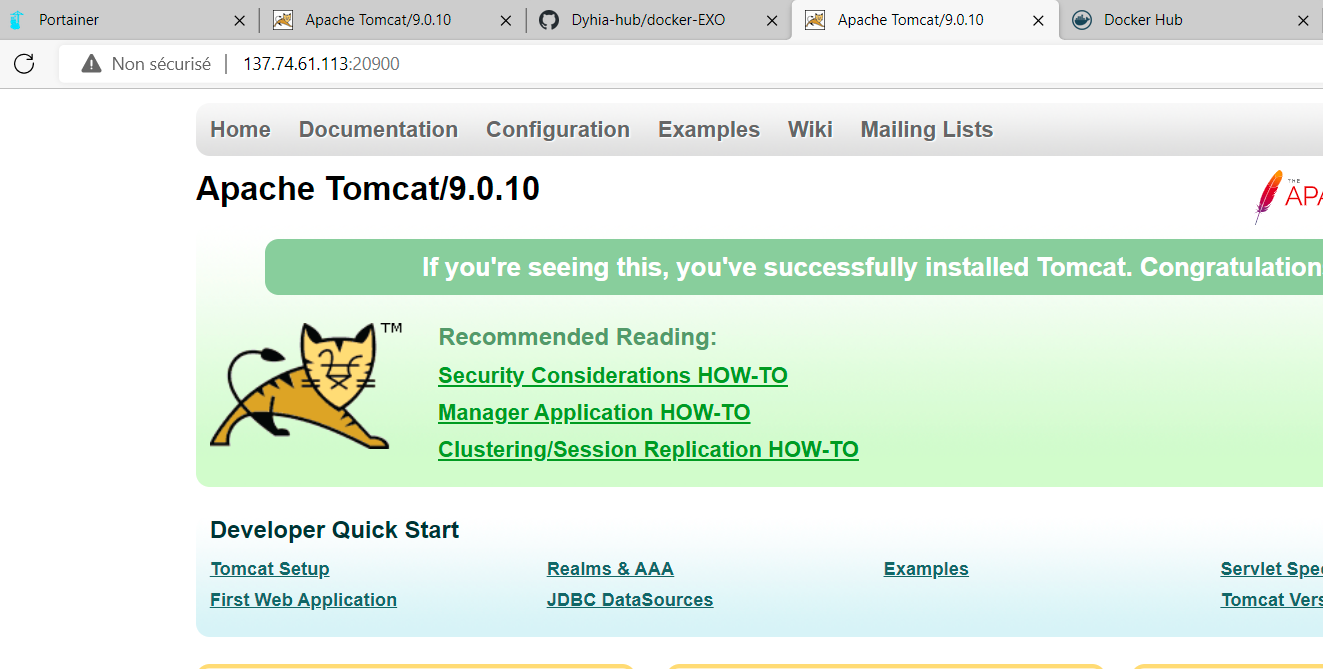 Portainer Apache Tomcat/9.0.10 Dyhia-hub/docker-EXO Apache Tomcat/9.0.10 Docker Hub
Non sécurisé 137.74.61.113:20900
Home Documentation Configuration Examples Wiki Mailing Lists
Apache Tomcat/9.0.10
THE
APA
If you're seeing this, you've successfully installed Tomcat. Congratulation
TM
Recommended Reading:
Security Considerations HOW-TO
Manager Application HOW-TO
Clustering/Session Replication HOW-TO
Developer Quick Start
Tomcat Setup Realms & AAA Examples Servlet Spec
First Web Application JDBC DataSources Tomcat Vers